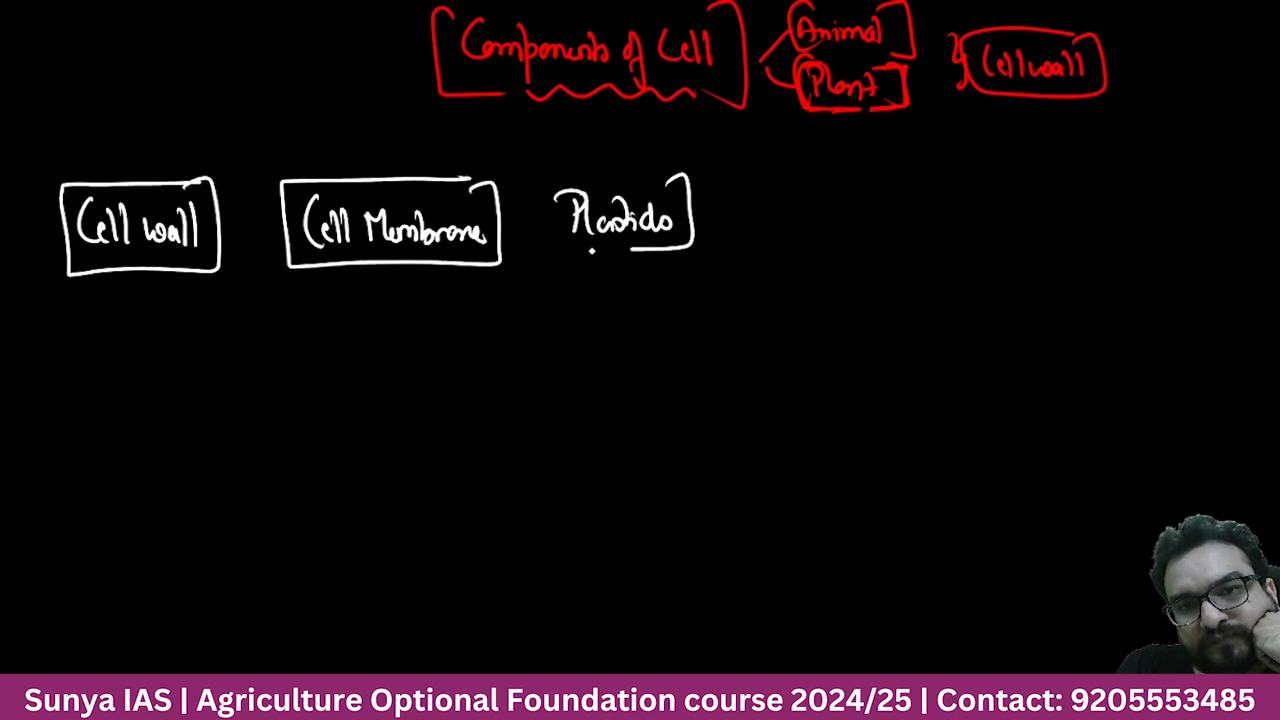 Components of Cell
Animal
Plant
Cell wall
Cell wall
Cell Membrane
Plastids
Sunya IAS | Agriculture Optional Foundation course 2024/25 | Contact: 9205553485